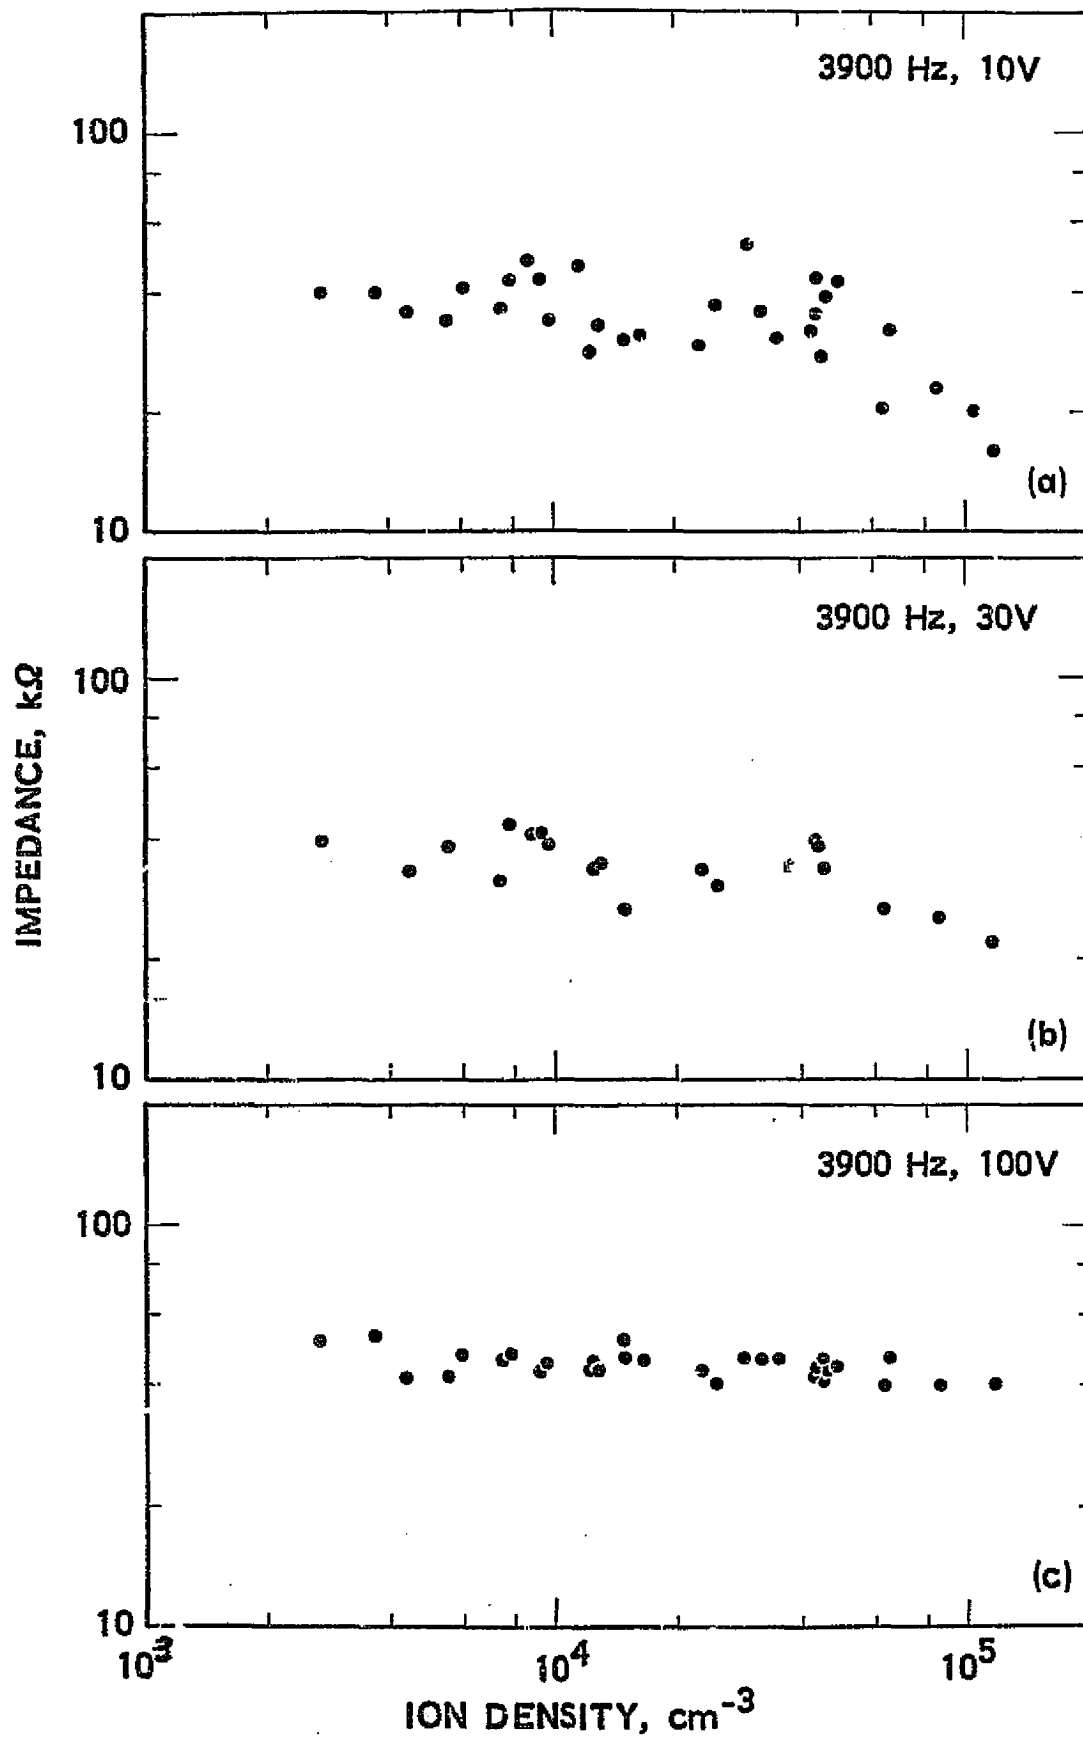 3900 Hz, 10V
100
10
(a)
3900 Hz, 30V
100
10
(b)
3900 Hz, 100V
100
10
(c)
IMPEDANCE, kΩ
10³ 10⁴ 10⁵
ION DENSITY, cm⁻³